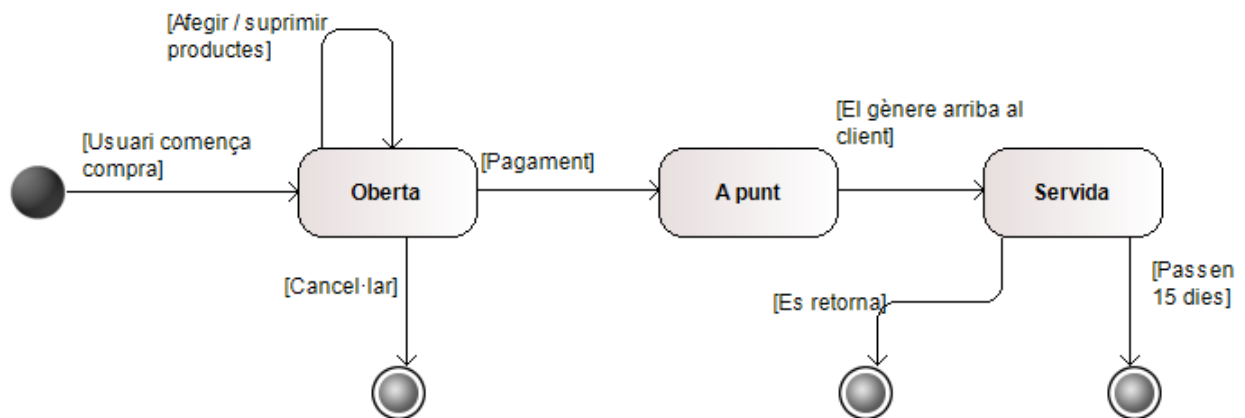 [Afegir / suprimir
productes]
[Usuari comença
compra]
Oberta
[Pagament]
A punt
[El gènere arriba al
client]
Servida
[Cancel·lar]
[Es retorna]
[Passen
15 dies]